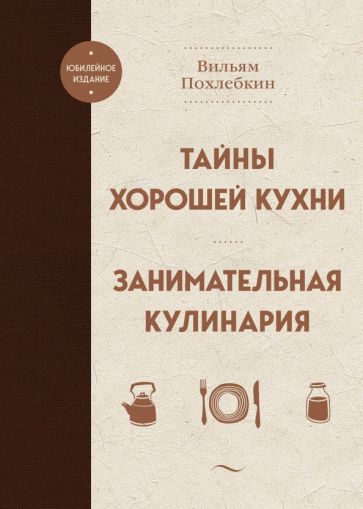 ЮБИЛЕЙНОЕ
ИЗДАНИЕ
Вильям
Похлебкин
ТАЙНЫ
ХОРОШЕЙ КУХНИ
......
ЗАНИМАТЕЛЬНАЯ
КУЛИНАРИЯ